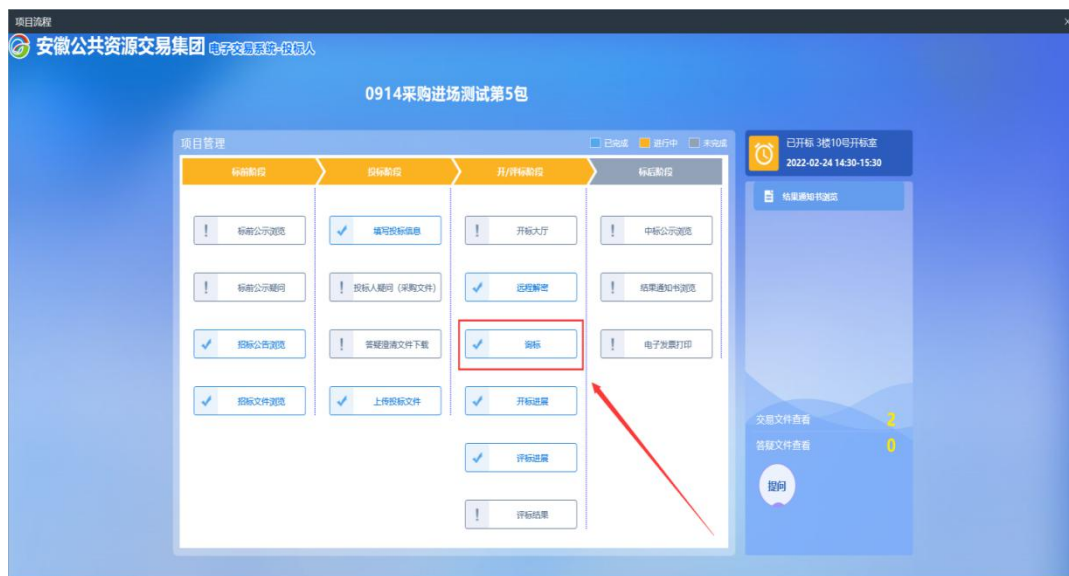 项目流程
安徽公共资源交易集团 电子交易系统-投标人
0914采购进场测试第5包
项目管理
已完成 进行中 未完成
标前阶段 投标阶段 开/评标阶段 标后阶段
标前公示浏览 填写投标信息 开标大厅 中标公示浏览
标前公示疑问 投标人疑问（采购文件） 远程解密 结果通知书浏览
招标公告浏览 答疑澄清文件下载 询标 电子发票打印
招标文件浏览 上传投标文件 开标进展
评标进展
评标结果
已开标 3楼10号开标室
2022-02-24 14:30-15:30
结果通知书浏览
交易文件查看 2
答疑文件查看 0
提问